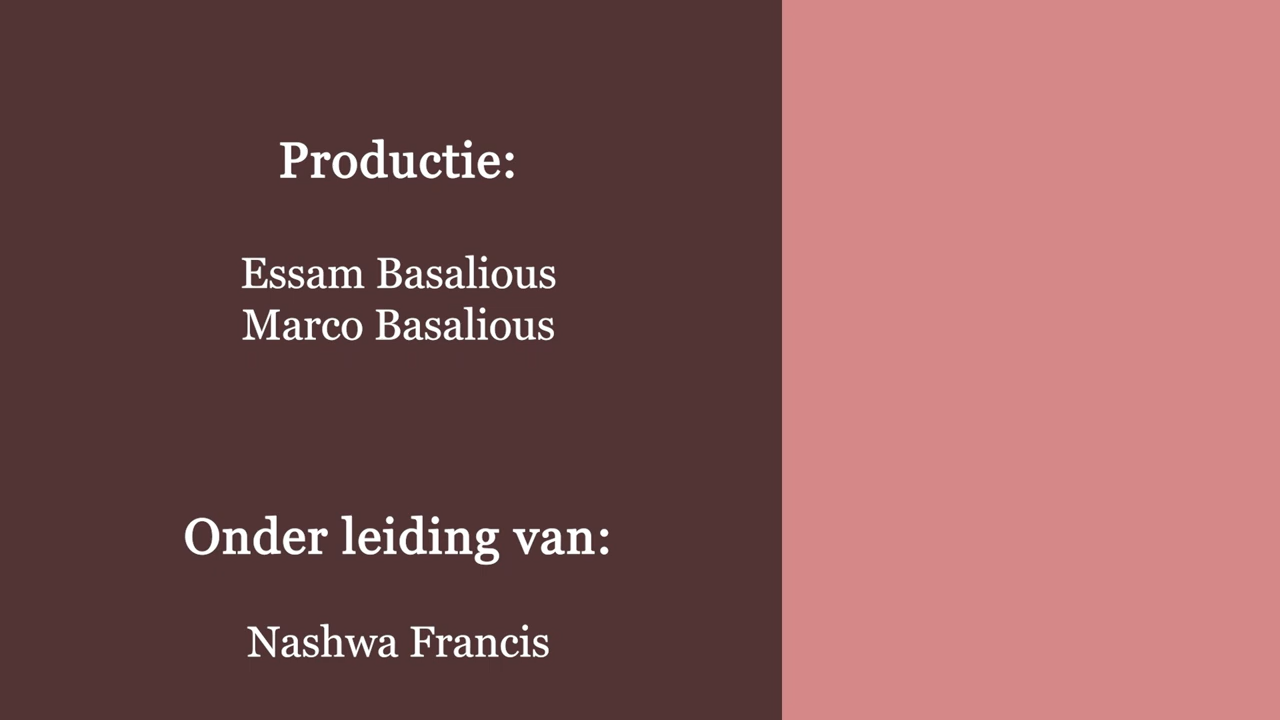 Productie:
Essam Basalious
Marco Basalious
Onder leiding van:
Nashwa Francis